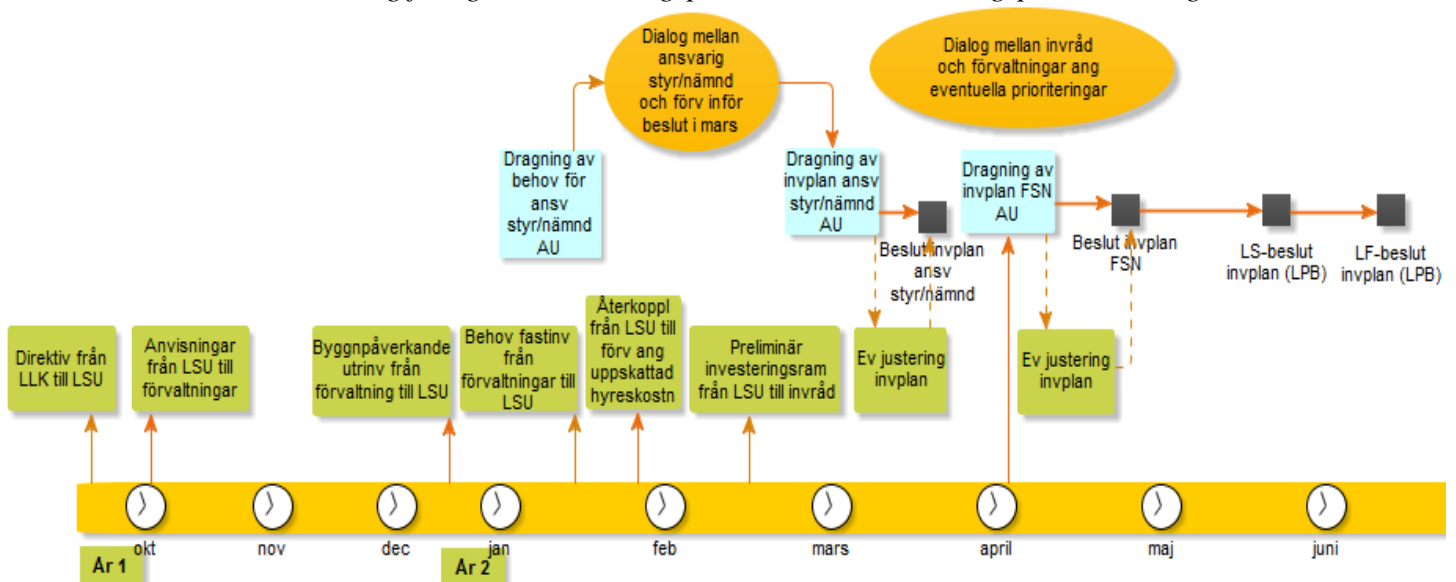 Dialog mellan
ansvarig
styr/nämnd
och förv inför
beslut i mars
Dialog mellan invråd
och förvaltningar ang
eventuella prioriteringar
Dragning av
behov för
ansv
styr/nämnd
AU
Dragning av
invplan ansv
styr/nämnd
AU
Dragning av
invplan FSN
AU
Beslut invplan
ansv
styr/nämnd
Beslut invplan
FSN
LS-beslut
invplan (LPB)
LF-beslut
invplan (LPB)
Direktiv från
LLK till LSU
Anvisningar
från LSU till
förvaltningar
Byggnpåverkande
utrinv från
förvaltning till LSU
Behov fastinv
från
förvaltningar till
LSU
Återkoppl
från LSU till
förv ang
uppskattad
hyreskostn
Preliminär
investeringsram
från LSU till invråd
Ev justering
invplan
Ev justering
invplan
okt
nov
dec
jan
feb
mars
april
maj
juni
År 1
År 2